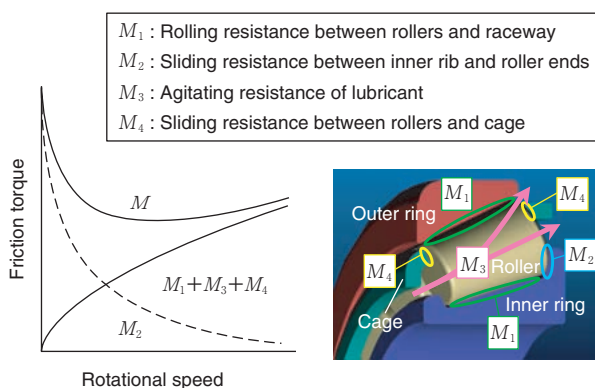 M₁ : Rolling resistance between rollers and raceway
M₂ : Sliding resistance between inner rib and roller ends
M₃ : Agitating resistance of lubricant
M₄ : Sliding resistance between rollers and cage
Friction torque
M
M₁+M₃+M₄
M₂
Rotational speed
M₁
M₄
Outer ring
M₄
M₃
Roller
M₂
Cage
Inner ring
M₁